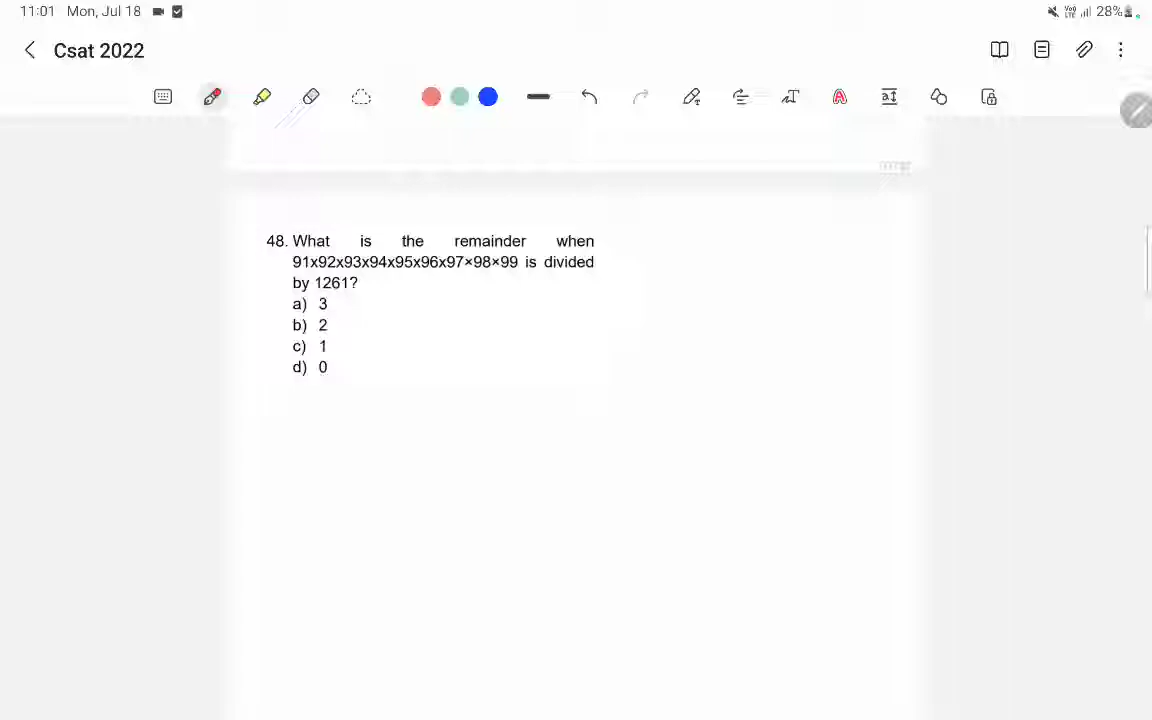 11:01 Mon, Jul 18 28%
Csat 2022
48. What is the remainder when
91x92x93x94x95x96x97×98×99 is divided
by 1261?
a) 3
b) 2
c) 1
d) 0